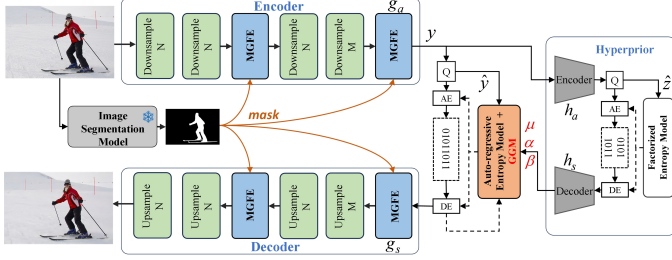 Encoder
g_a
Downsample
N
Downsample
N
MGFE
Downsample
N
Downsample
M
MGFE
y
Q
ŷ
AE
11011010
DE
Image
Segmentation
Model
mask
Auto-regressive
Entropy Model +
GGM
μ
α
β
Hyperprior
Encoder
h_a
Q
ẑ
AE
1101
1010
DE
Factorized
Entropy Model
h_s
Decoder
Upsample
N
MGFE
Upsample
N
Upsample
M
MGFE
Upsample
N
Decoder
g_s